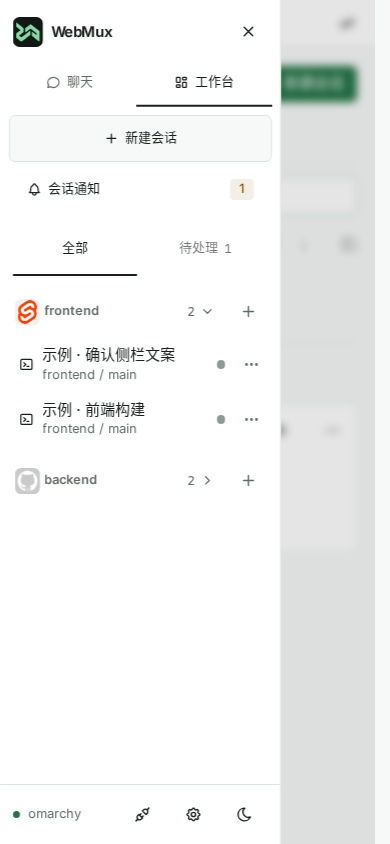 WebMux
聊天
工作台
新建会话
会话通知 1
全部
待处理 1
frontend 2
示例 · 确认侧栏文案
frontend / main
示例 · 前端构建
frontend / main
backend 2
omarchy